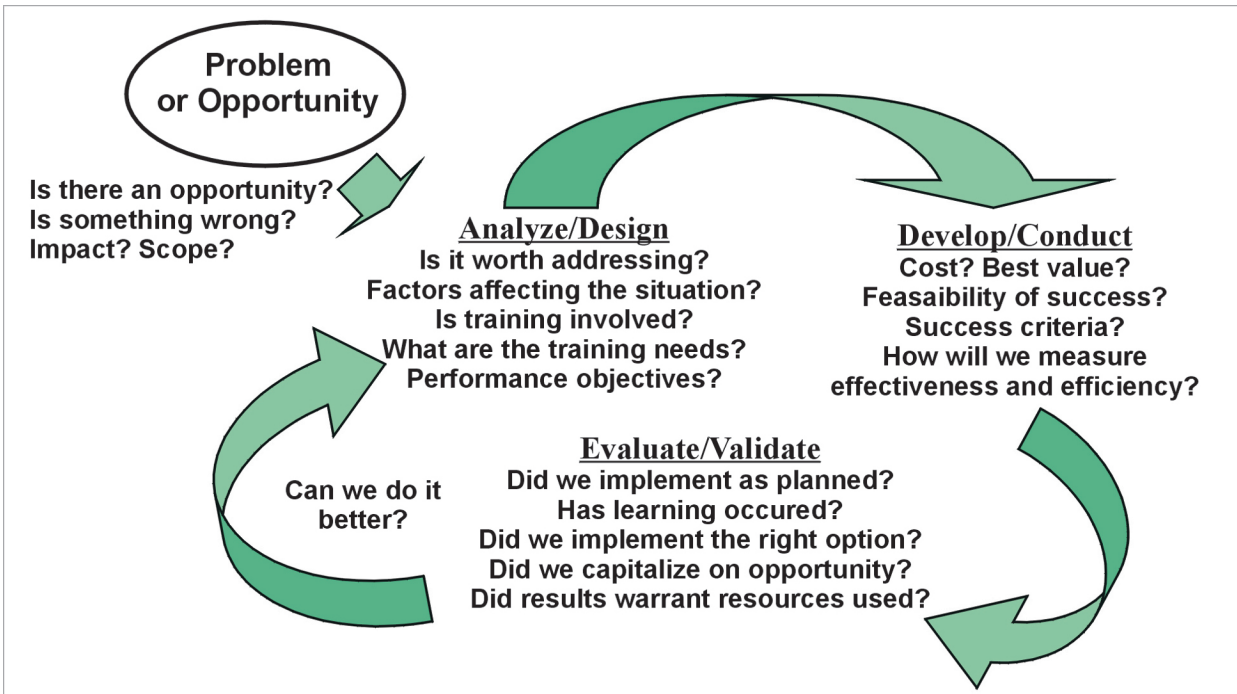 Problem
or Opportunity
Is there an opportunity?
Is something wrong?
Impact? Scope?
Analyze/Design
Is it worth addressing?
Factors affecting the situation?
Is training involved?
What are the training needs?
Performance objectives?
Develop/Conduct
Cost? Best value?
Feasaibility of success?
Success criteria?
How will we measure
effectiveness and efficiency?
Evaluate/Validate
Did we implement as planned?
Has learning occured?
Did we implement the right option?
Did we capitalize on opportunity?
Did results warrant resources used?
Can we do it
better?